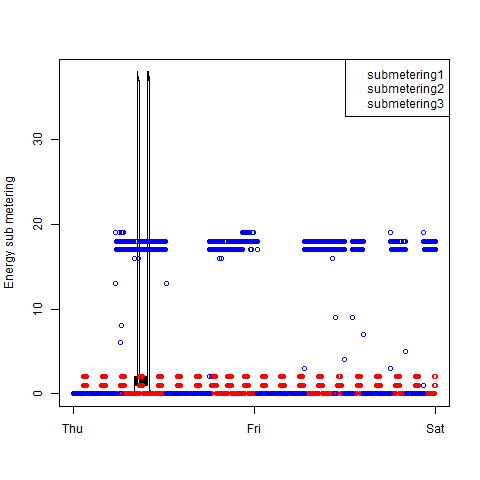 submetering1
submetering2
submetering3
Energy sub metering
30
20
10
0
Thu
Fri
Sat